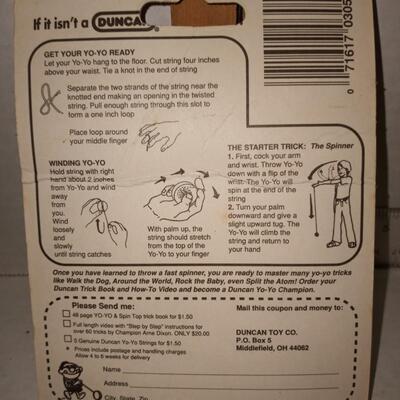 If it isn't a DUNCAN®
0 71617 0305
GET YOUR YO-YO READY
Let your Yo-Yo hang to the floor. Cut string four inches
above your waist. Tie a knot in the end of string
Separate the two strands of the string near the
knotted end making an opening in the twisted
string. Pull enough string through this slot to
form a one inch loop
Place loop around
your middle finger
WINDING YO-YO
Hold string with right
hand about 2 inches
from Yo-Yo and wind
away
from
you.
Wind
loosely
and
slowly
until string catches
With palm up, the
string should stretch
from the top of the
Yo-Yo to your finger
THE STARTER TRICK: The Spinner
1. First, cock your arm
and wrist. Throw Yo-Yo
down with a flip of the
wrist. The Yo-Yo will
spin at the end of the
string
2. Turn your palm
downward and give a
slight upward tug. The
Yo-Yo will climb the
string and return to
your hand
Once you have learned to throw a fast spinner, you are ready to master many yo-yo tricks
like Walk the Dog, Around the World, Rock the Baby, even Split the Atom! Order your
Duncan Trick Book and How-To Video and become a Duncan Yo-Yo Champion.
Please Send me:
48 page YO-YO & Spin Top trick book for $1.50
Full length video with "Step by Step" instructions for
over 60 tricks by Champion Arne Dixon. ONLY $20.00
5 Genuine Duncan Yo-Yo Strings for $1.50
* Prices include postage and handling charges
Allow 4 to 6 weeks for delivery
Mail this coupon and money to:
DUNCAN TOY CO.
P.O. Box 5
Middlefield, OH 44062
Name
Address
City, State, Zip